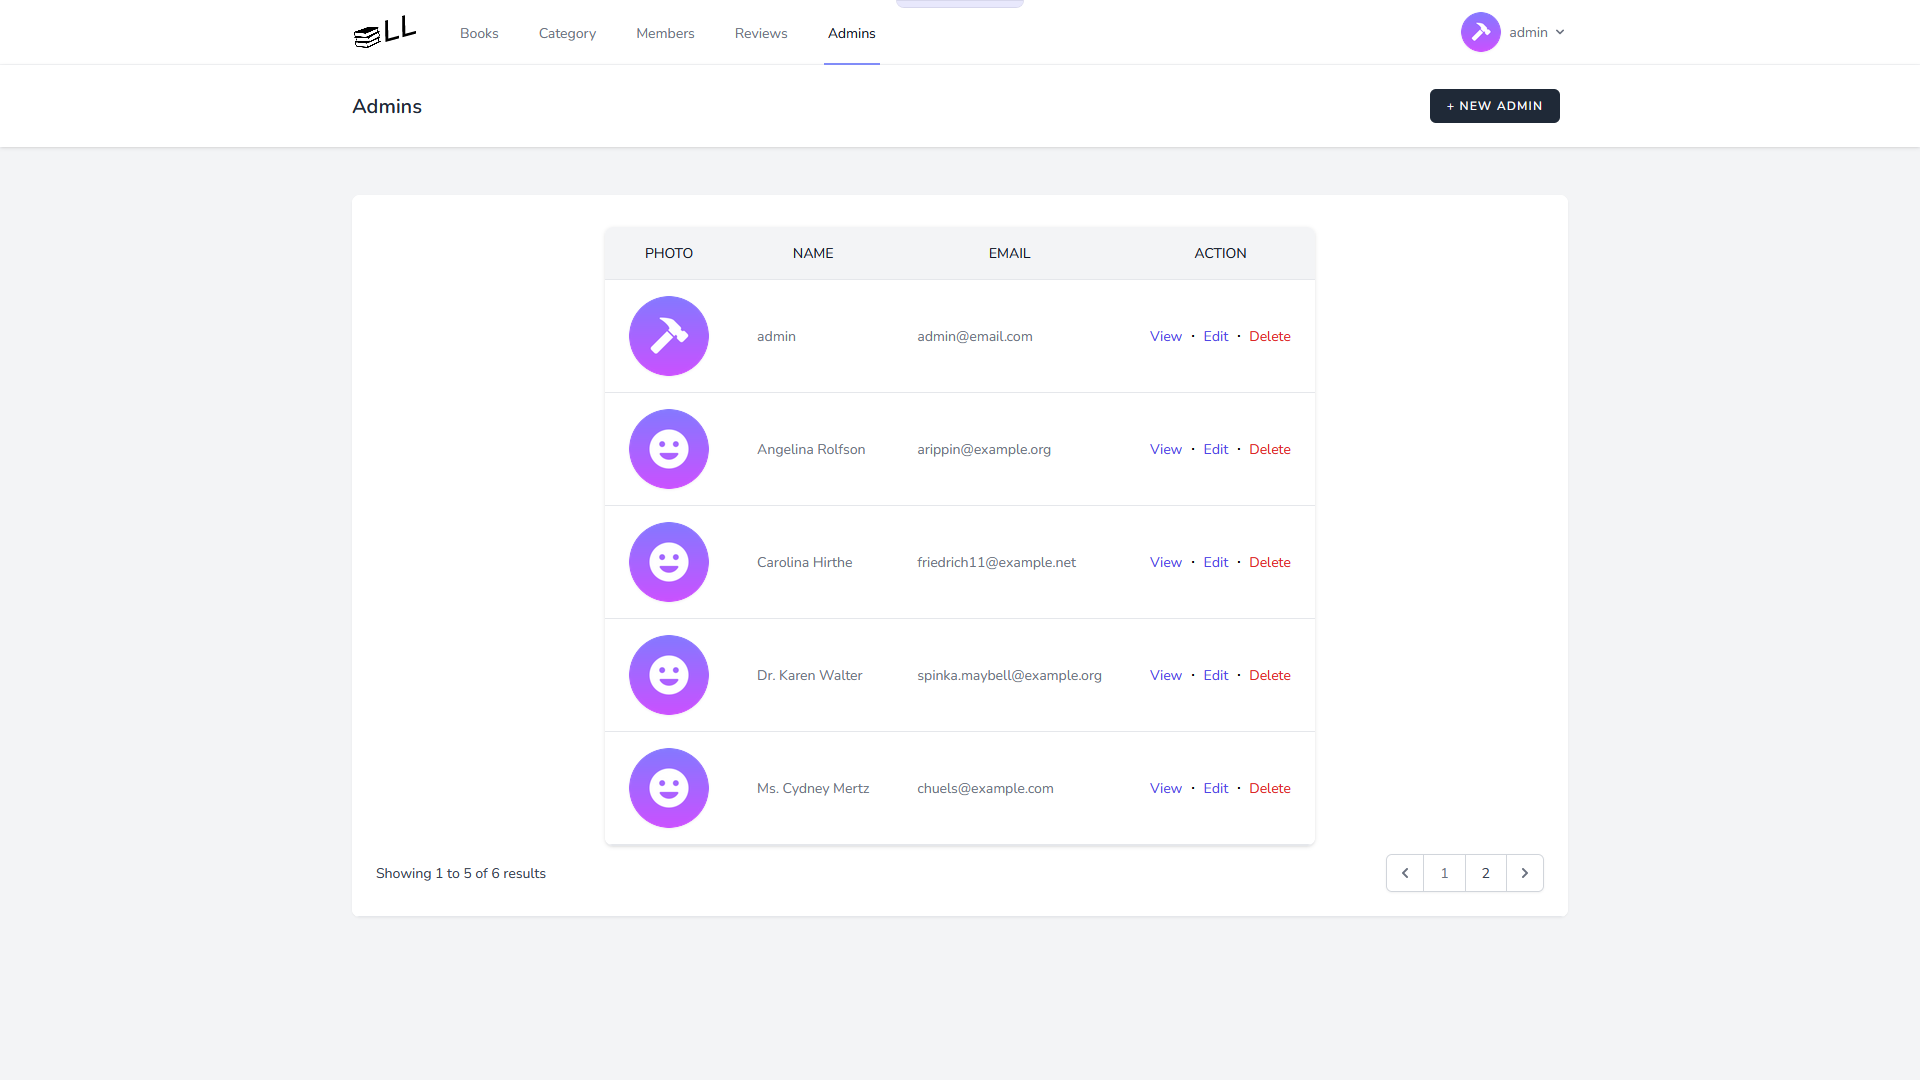 LL
Books
Category
Members
Reviews
Admins
admin
Admins
+ NEW ADMIN
PHOTO NAME EMAIL ACTION
admin admin@email.com View · Edit · Delete
Angelina Rolfson arippin@example.org View · Edit · Delete
Carolina Hirthe friedrich11@example.net View · Edit · Delete
Dr. Karen Walter spinka.maybell@example.org View · Edit · Delete
Ms. Cydney Mertz chuels@example.com View · Edit · Delete
Showing 1 to 5 of 6 results
1 2